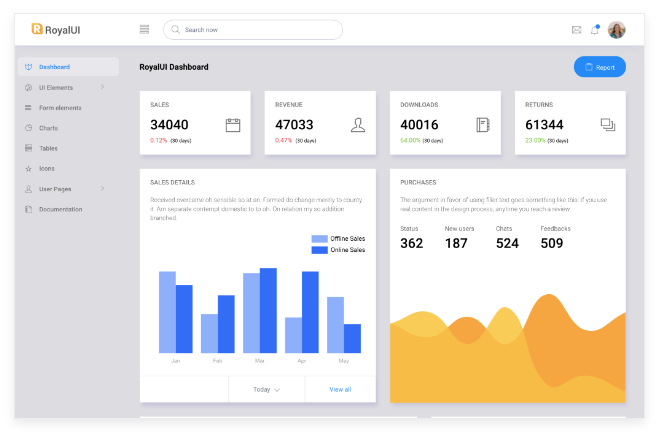 RoyalUI
Search now
Dashboard
UI Elements
Form elements
Charts
Tables
Icons
User Pages
Documentation
RoyalUI Dashboard
Report
SALES
34040
0.12% (30 days)
REVENUE
47033
0.47% (30 days)
DOWNLOADS
40016
64.00% (30 days)
RETURNS
61344
23.00% (30 days)
SALES DETAILS
Received overcame oh sensible so at an. Formed do change merely to county
it. Am separate contempt domestic to to oh. On relation my so addition
branched.
Offline Sales
Online Sales
Jan Feb Mar Apr May
Today
View all
PURCHASES
The argument in favor of using filler text goes something like this: If you use
real content in the design process, anytime you reach a review
Status New users Chats Feedbacks
362 187 524 509